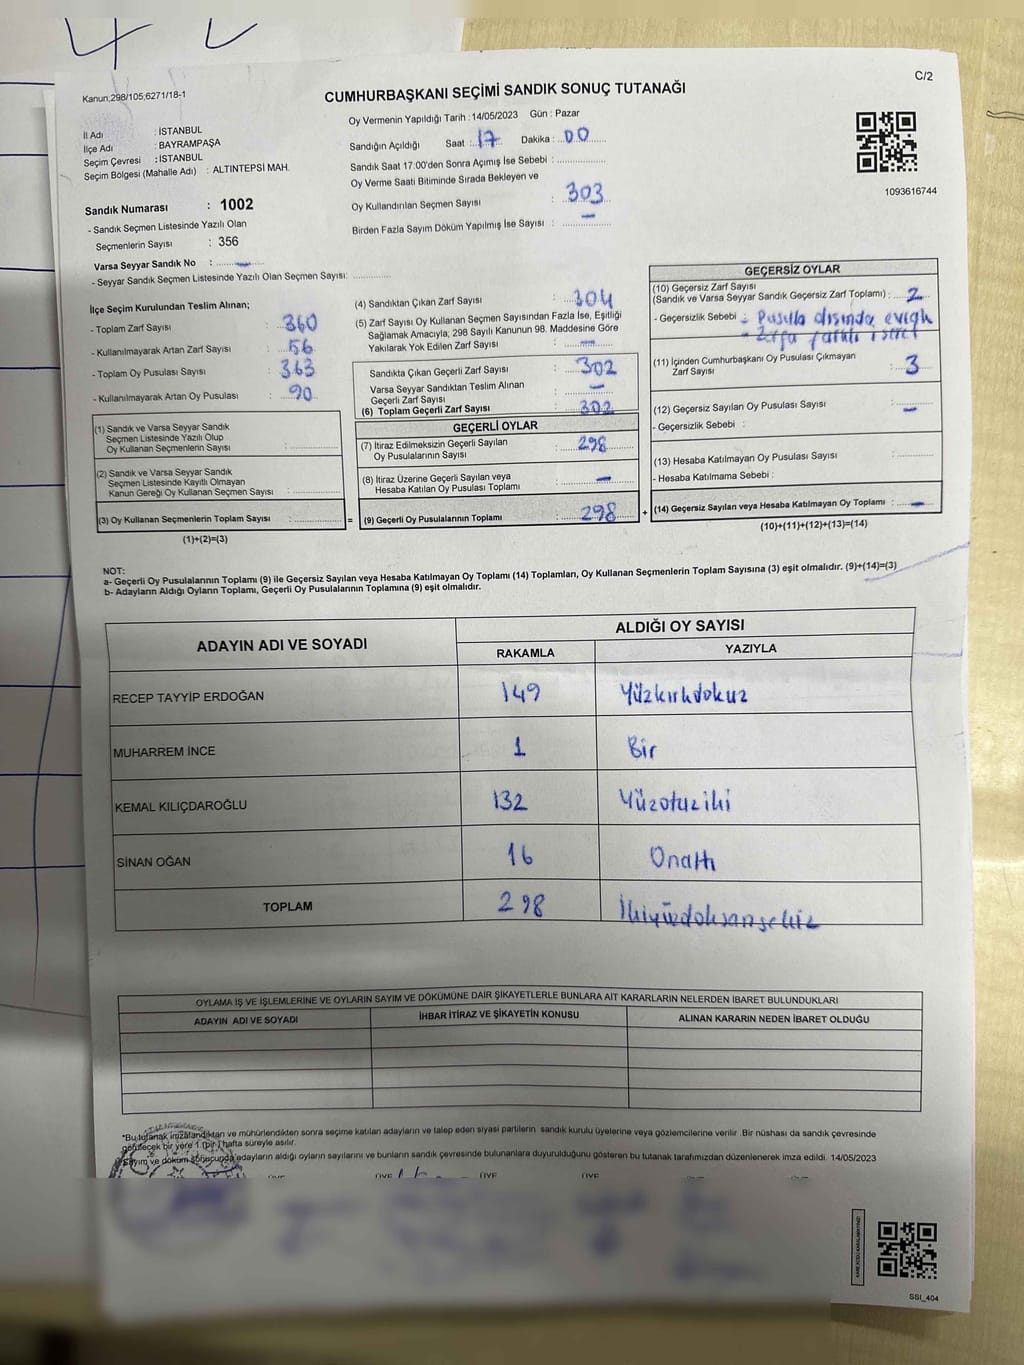 C/2
Kanun;298/105;6271/18-1
CUMHURBAŞKANI SEÇİMİ SANDIK SONUÇ TUTANAĞI
Oy Vermenin Yapıldığı Tarih : 14/05/2023 Gün : Pazar
İl Adı : İSTANBUL
İlçe Adı : BAYRAMPAŞA
Seçim Çevresi : İSTANBUL
Seçim Bölgesi (Mahalle Adı) : ALTINTEPSİ MAH.
Sandığın Açıldığı Saat : 17 Dakika : 00
Sandık Saat 17:00'den Sonra Açımış İse Sebebi :
Oy Verme Saati Bitiminde Sırada Bekleyen ve
Oy Kullandırılan Seçmen Sayısı : 303
Birden Fazla Sayım Döküm Yapılmış İse Sayısı : –
1093616744
Sandık Numarası : 1002
- Sandık Seçmen Listesinde Yazılı Olan
Seçmenlerin Sayısı : 356
Varsa Seyyar Sandık No : –
- Seyyar Sandık Seçmen Listesinde Yazılı Olan Seçmen Sayısı:
İlçe Seçim Kurulundan Teslim Alınan;
- Toplam Zarf Sayısı : 360
- Kullanılmayarak Artan Zarf Sayısı : 56
- Toplam Oy Pusulası Sayısı : 363
- Kullanılmayarak Artan Oy Pusulası : 90
(1) Sandık ve Varsa Seyyar Sandık
Seçmen Listesinde Yazılı Olup
Oy Kullanan Seçmenlerin Sayısı :
(2) Sandık ve Varsa Seyyar Sandık
Seçmen Listesinde Kayıtlı Olmayan
Kanun Gereği Oy Kullanan Seçmen Sayısı :
(3) Oy Kullanan Seçmenlerin Toplam Sayısı : =
(1)+(2)=(3)
(4) Sandıktan Çıkan Zarf Sayısı : 304
(5) Zarf Sayısı Oy Kullanan Seçmen Sayısından Fazla İse, Eşitliği
Sağlamak Amacıyla, 298 Sayılı Kanunun 98. Maddesine Göre
Yakılarak Yok Edilen Zarf Sayısı : –
Sandıkta Çıkan Geçerli Zarf Sayısı : 302
Varsa Seyyar Sandıktan Teslim Alınan
Geçerli Zarf Sayısı : –
(6) Toplam Geçerli Zarf Sayısı : 302
GEÇERLİ OYLAR
(7) İtiraz Edilmeksizin Geçerli Sayılan
Oy Pusulalarının Sayısı : 298
(8) İtiraz Üzerine Geçerli Sayılan veya
Hesaba Katılan Oy Pusulası Toplamı : –
(9) Geçerli Oy Pusulalarının Toplamı : 298 +
GEÇERSİZ OYLAR
(10) Geçersiz Zarf Sayısı
(Sandık ve Varsa Seyyar Sandık Geçersiz Zarf Toplamı) : 2
- Geçersizlik Sebebi : - Pusula dışında
(11) İçinden Cumhurbaşkanı Oy Pusulası Çıkmayan
Zarf Sayısı : 3
(12) Geçersiz Sayılan Oy Pusulası Sayısı : –
- Geçersizlik Sebebi :
(13) Hesaba Katılmayan Oy Pusulası Sayısı :
- Hesaba Katılmama Sebebi :
(14) Geçersiz Sayılan veya Hesaba Katılmayan Oy Toplamı : –
(10)+(11)+(12)+(13)=(14)
NOT:
a- Geçerli Oy Pusulalarının Toplamı (9) ile Geçersiz Sayılan veya Hesaba Katılmayan Oy Toplamı (14) Toplamları, Oy Kullanan Seçmenlerin Toplam Sayısına (3) eşit olmalıdır. (9)+(14)=(3)
b- Adayların Aldığı Oyların Toplamı, Geçerli Oy Pusulalarının Toplamına (9) eşit olmalıdır.
ADAYIN ADI VE SOYADI ALDIĞI OY SAYISI
RAKAMLA YAZIYLA
RECEP TAYYİP ERDOĞAN 149 Yüzkırkdokuz
MUHARREM İNCE 1 Bir
KEMAL KILIÇDAROĞLU 132 Yüzotuziki
SİNAN OĞAN 16 Onaltı
TOPLAM 298 İkiyüzdoksansekiz
OYLAMA İŞ VE İŞLEMLERİNE VE OYLARIN SAYIM VE DÖKÜMÜNE DAİR ŞİKAYETLERLE BUNLARA AİT KARARLARIN NELERDEN İBARET BULUNDUKLARI
ADAYIN ADI VE SOYADI İHBAR İTİRAZ VE ŞİKAYETİN KONUSU ALINAN KARARIN NEDEN İBARET OLDUĞU
*Bu tutanak imzalandıktan ve mühürlendikten sonra seçime katılan adayların ve talep eden siyasi partilerin sandık kurulu üyelerine veya gözlemcilerine verilir .Bir nüshası da sandık çevresinde
görülecek bir yere 1 (bir ) hafta süreyle asılır.
Sayım ve döküm sonucunda adayların aldığı oyların sayılarını ve bunların sandık çevresinde bulunanlara duyurulduğunu gösteren bu tutanak tarafımızdan düzenlenerek imza edildi. 14/05/2023
ÜYE ÜYE ÜYE ÜYE ÜYE ÜYE
SSİ_404